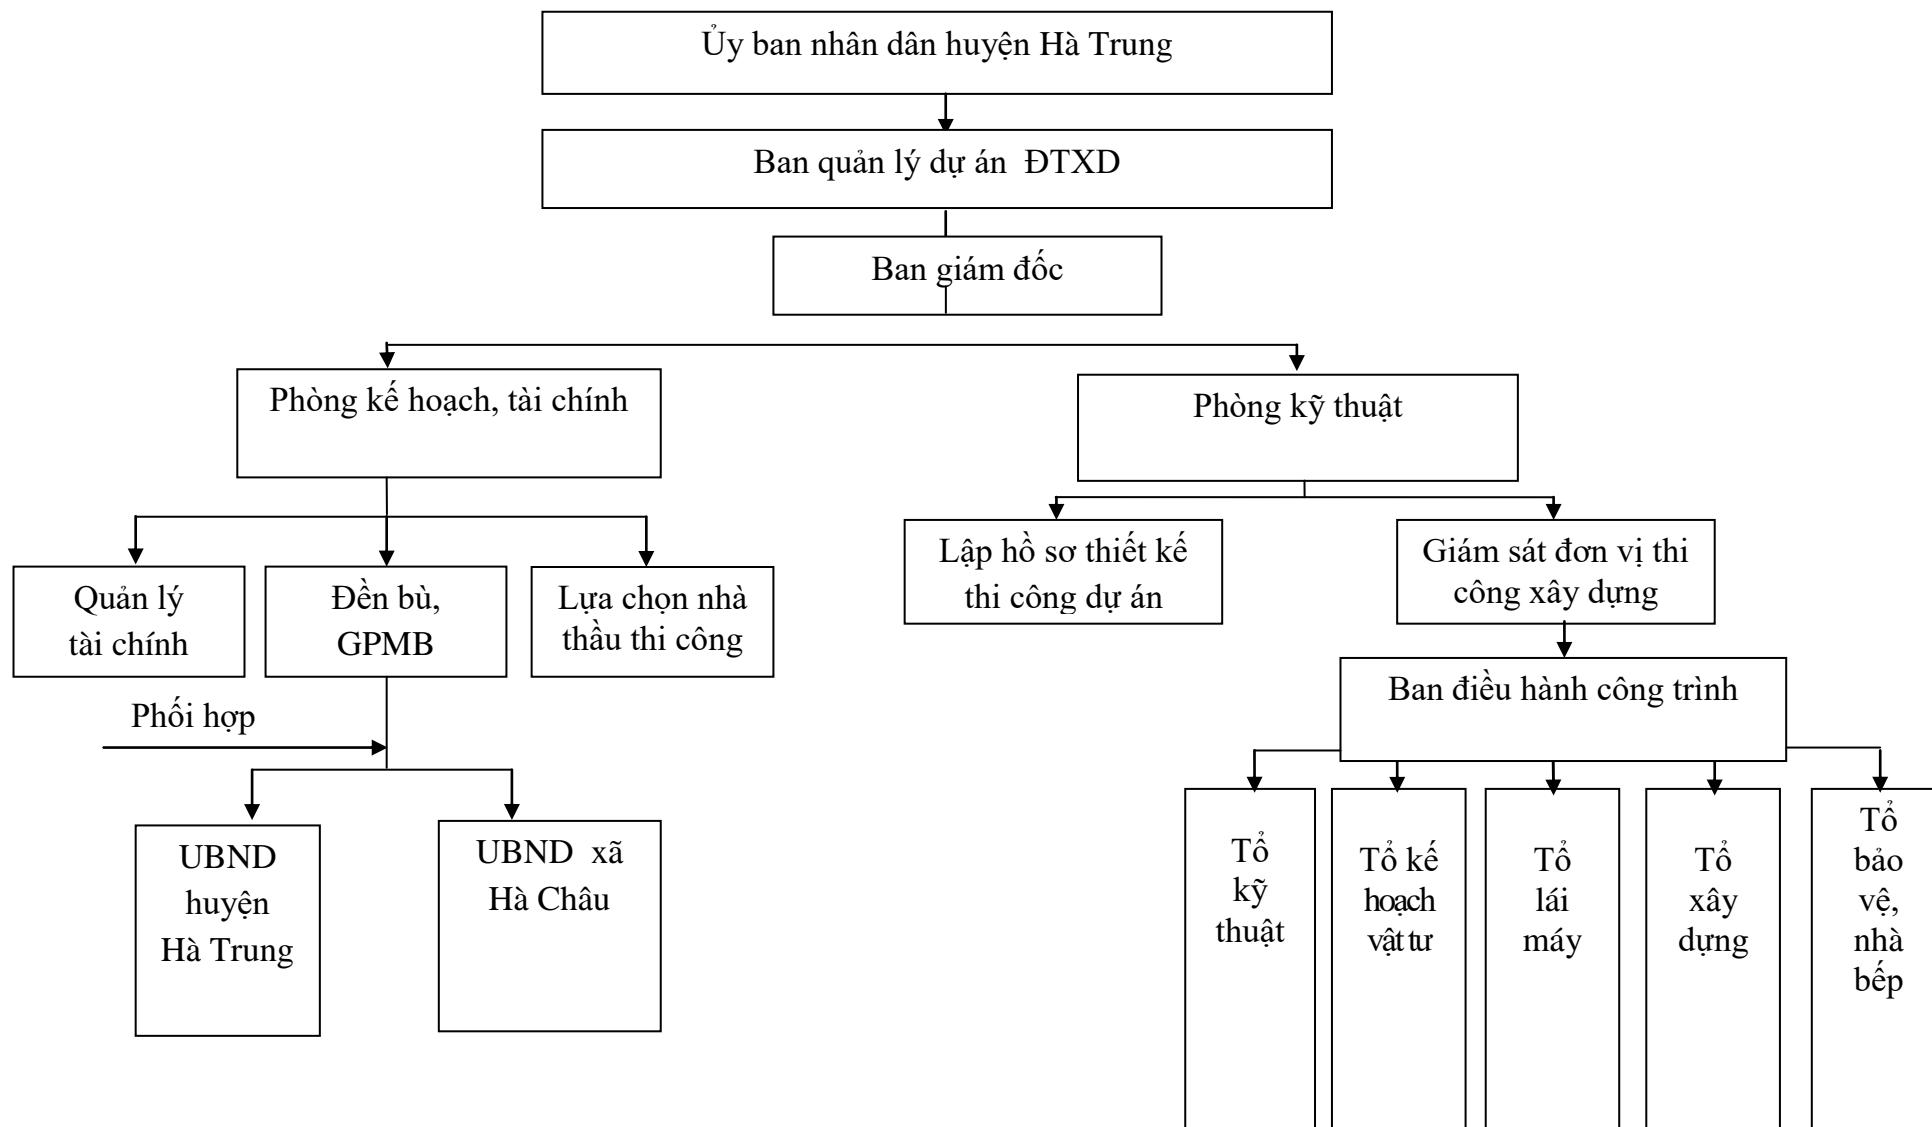 Ủy ban nhân dân huyện Hà Trung
Ban quản lý dự án ĐTXD
Ban giám đốc
Phòng kế hoạch, tài chính
Phòng kỹ thuật
Quản lý
tài chính
Đền bù,
GPMB
Lựa chọn nhà
thầu thi công
Lập hồ sơ thiết kế
thi công dự án
Giám sát đơn vị thi
công xây dựng
Phối hợp
Ban điều hành công trình
UBND
huyện
Hà Trung
UBND xã
Hà Châu
Tổ
kỹ
thuật
Tổ kế
hoạch
vật tư
Tổ
lái
máy
Tổ
xây
dựng
Tổ
bảo
vệ,
nhà
bếp